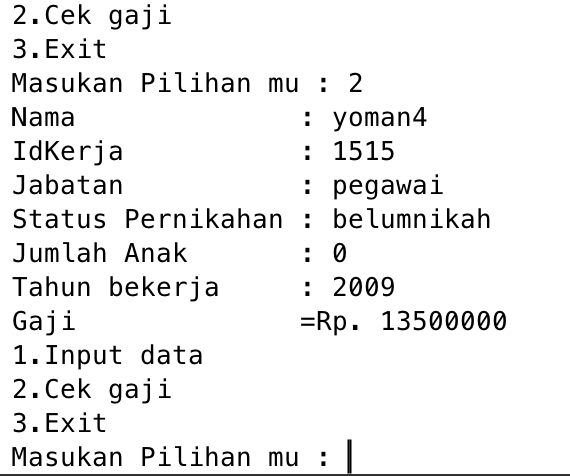 2.Cek gaji
3.Exit
Masukan Pilihan mu : 2
Nama              : yoman4
IdKerja           : 1515
Jabatan           : pegawai
Status Pernikahan : belumnikah
Jumlah Anak       : 0
Tahun bekerja     : 2009
Gaji              =Rp. 13500000
1.Input data
2.Cek gaji
3.Exit
Masukan Pilihan mu :